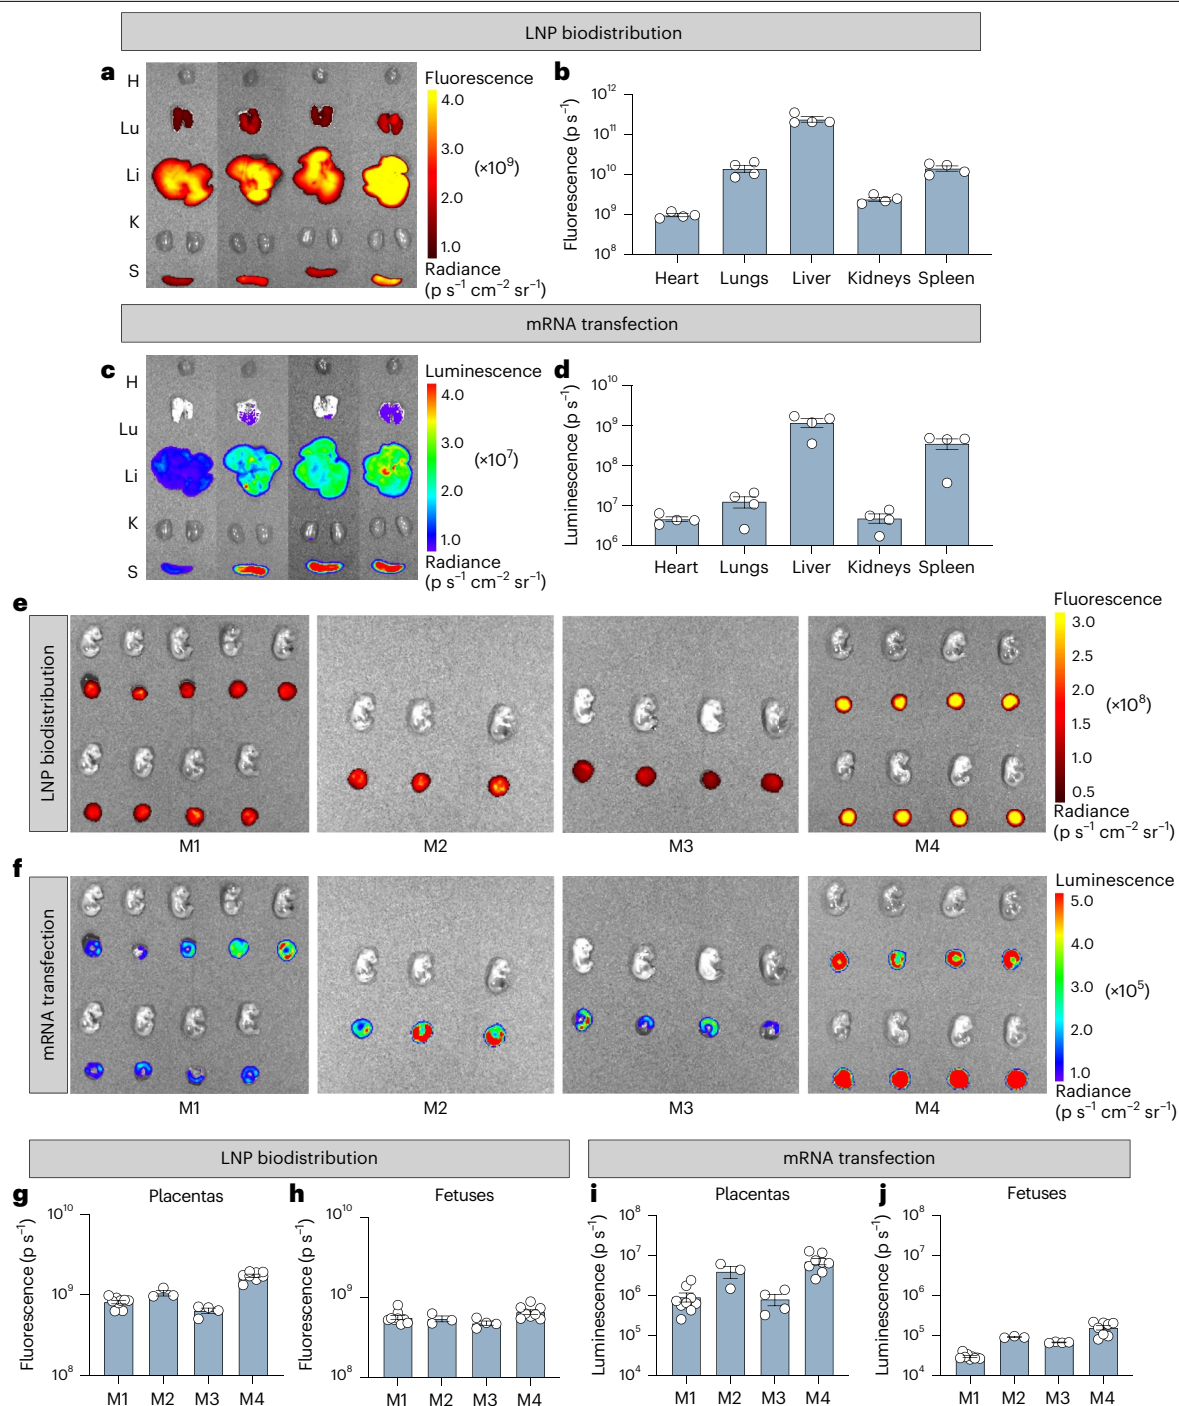 LNP biodistribution
a
H
Lu
Li
K
S
Fluorescence
4.0
3.0
(×10⁹)
2.0
1.0
Radiance
(p s⁻¹ cm⁻² sr⁻¹)
b
Fluorescence (p s⁻¹)
10¹²
10¹¹
10¹⁰
10⁹
10⁸
Heart Lungs Liver Kidneys Spleen
mRNA transfection
c
H
Lu
Li
K
S
Luminescence
4.0
3.0
(×10⁷)
2.0
1.0
Radiance
(p s⁻¹ cm⁻² sr⁻¹)
d
Luminescence (p s⁻¹)
10¹⁰
10⁹
10⁸
10⁷
10⁶
Heart Lungs Liver Kidneys Spleen
e
LNP biodistribution
M1 M2 M3 M4
Fluorescence
3.0
2.5
2.0
(×10⁸)
1.5
1.0
0.5
Radiance
(p s⁻¹ cm⁻² sr⁻¹)
f
mRNA transfection
M1 M2 M3 M4
Luminescence
5.0
4.0
3.0
(×10⁵)
2.0
1.0
Radiance
(p s⁻¹ cm⁻² sr⁻¹)
LNP biodistribution
g
Placentas
Fluorescence (p s⁻¹)
10¹⁰
10⁹
10⁸
M1 M2 M3 M4
h
Fetuses
Fluorescence (p s⁻¹)
10¹⁰
10⁹
10⁸
M1 M2 M3 M4
mRNA transfection
i
Placentas
Luminescence (p s⁻¹)
10⁸
10⁷
10⁶
10⁵
10⁴
M1 M2 M3 M4
j
Fetuses
Luminescence (p s⁻¹)
10⁸
10⁷
10⁶
10⁵
10⁴
M1 M2 M3 M4